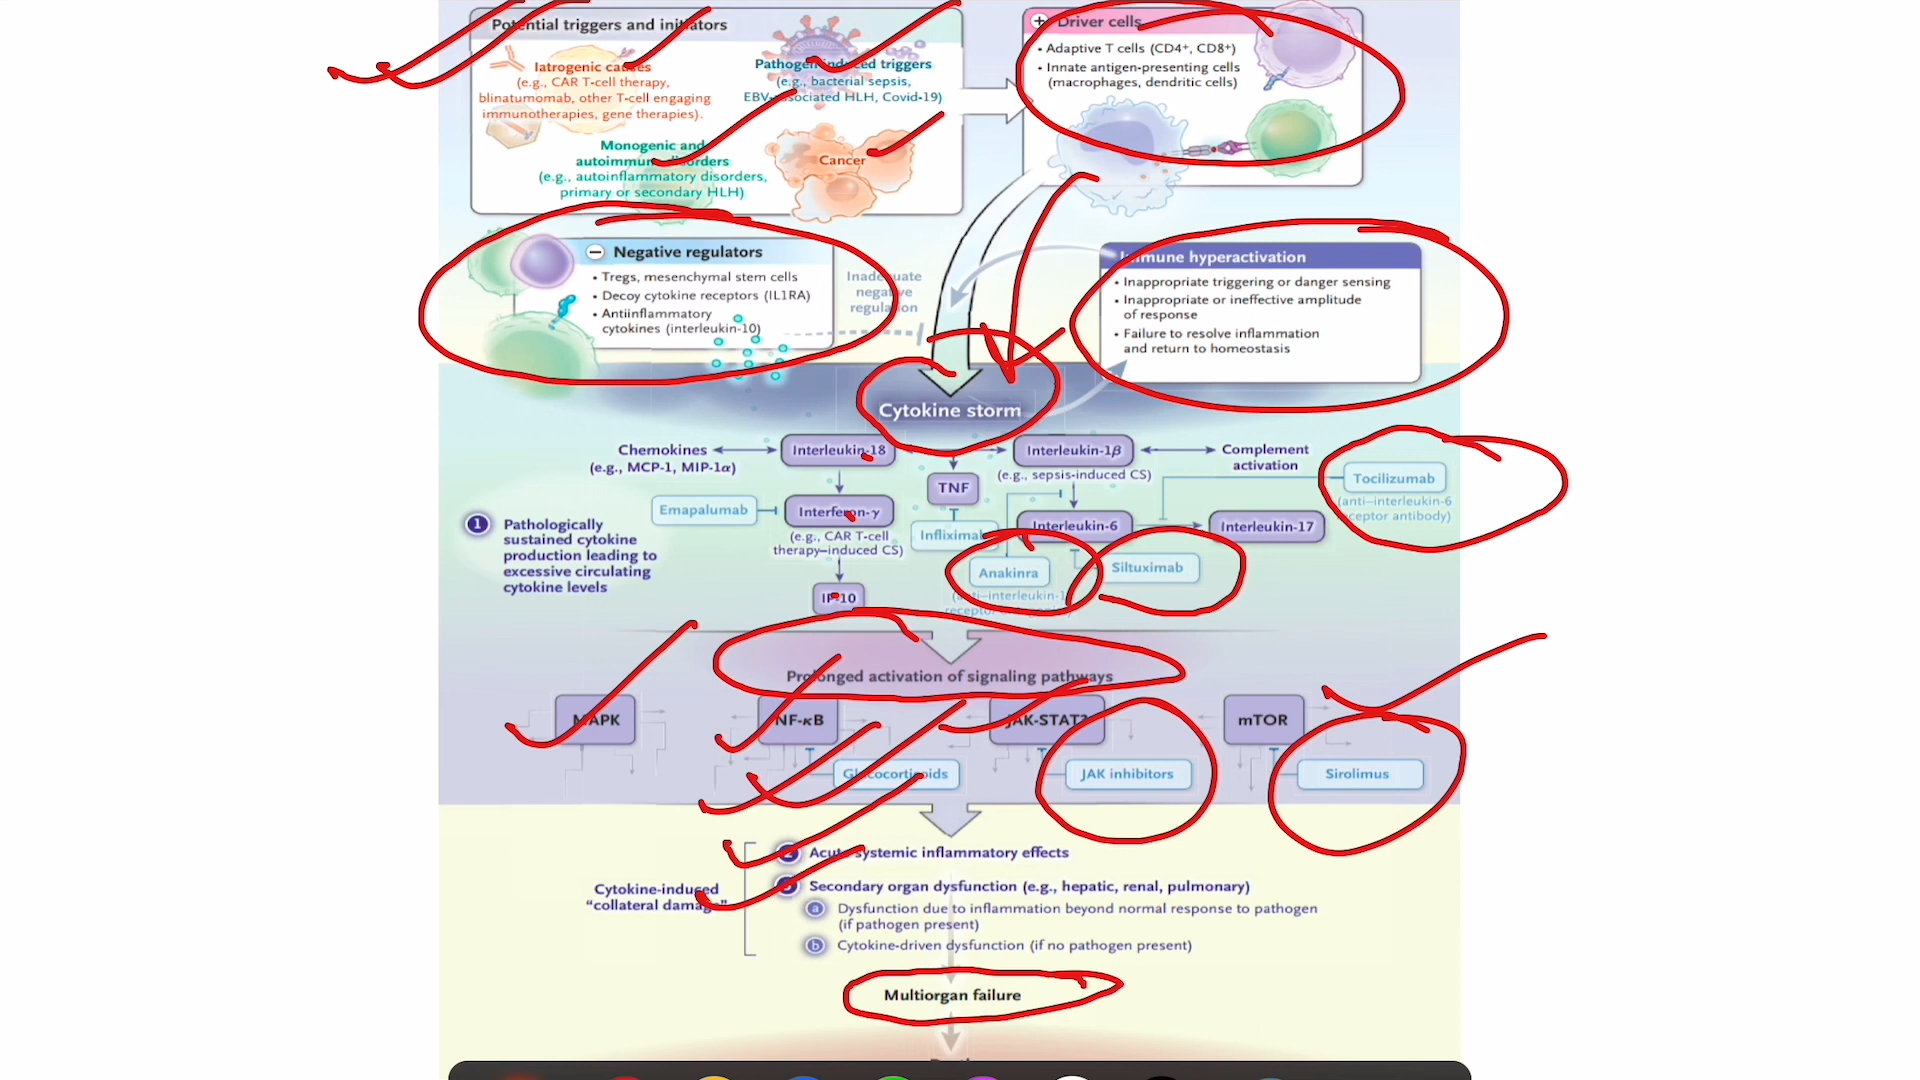 Potential triggers and initiators
Iatrogenic causes
(e.g., CAR T-cell therapy,
blinatumomab, other T-cell engaging
immunotherapies, gene therapies).
Pathogen-induced triggers
(e.g., bacterial sepsis,
EBV-associated HLH, Covid-19)
Monogenic and
autoimmune disorders
(e.g., autoinflammatory disorders,
primary or secondary HLH)
Cancer
+ Driver cells
• Adaptive T cells (CD4+, CD8+)
• Innate antigen-presenting cells
(macrophages, dendritic cells)
− Negative regulators
• Tregs, mesenchymal stem cells
• Decoy cytokine receptors (IL1RA)
• Antiinflammatory
cytokines (interleukin-10)
Inadequate
negative
regulation
Immune hyperactivation
• Inappropriate triggering or danger sensing
• Inappropriate or ineffective amplitude
of response
• Failure to resolve inflammation
and return to homeostasis
Cytokine storm
Chemokines
(e.g., MCP-1, MIP-1α)
Interleukin-18
Interleukin-1β
(e.g., sepsis-induced CS)
Complement
activation
TNF
Tocilizumab
(anti–interleukin-6
receptor antibody)
Emapalumab
Interferon-γ
(e.g., CAR T-cell
therapy–induced CS)
Infliximab
Interleukin-6
Interleukin-17
1 Pathologically
sustained cytokine
production leading to
excessive circulating
cytokine levels
Anakinra
(anti–interleukin-1
Siltuximab
IP-10
Prolonged activation of signaling pathways
MAPK
NF-κB
JAK-STAT3
mTOR
Glucocorticoids
JAK inhibitors
Sirolimus
Cytokine-induced
“collateral damage”
2 Acute systemic inflammatory effects
3 Secondary organ dysfunction (e.g., hepatic, renal, pulmonary)
a Dysfunction due to inflammation beyond normal response to pathogen
(if pathogen present)
b Cytokine-driven dysfunction (if no pathogen present)
Multiorgan failure